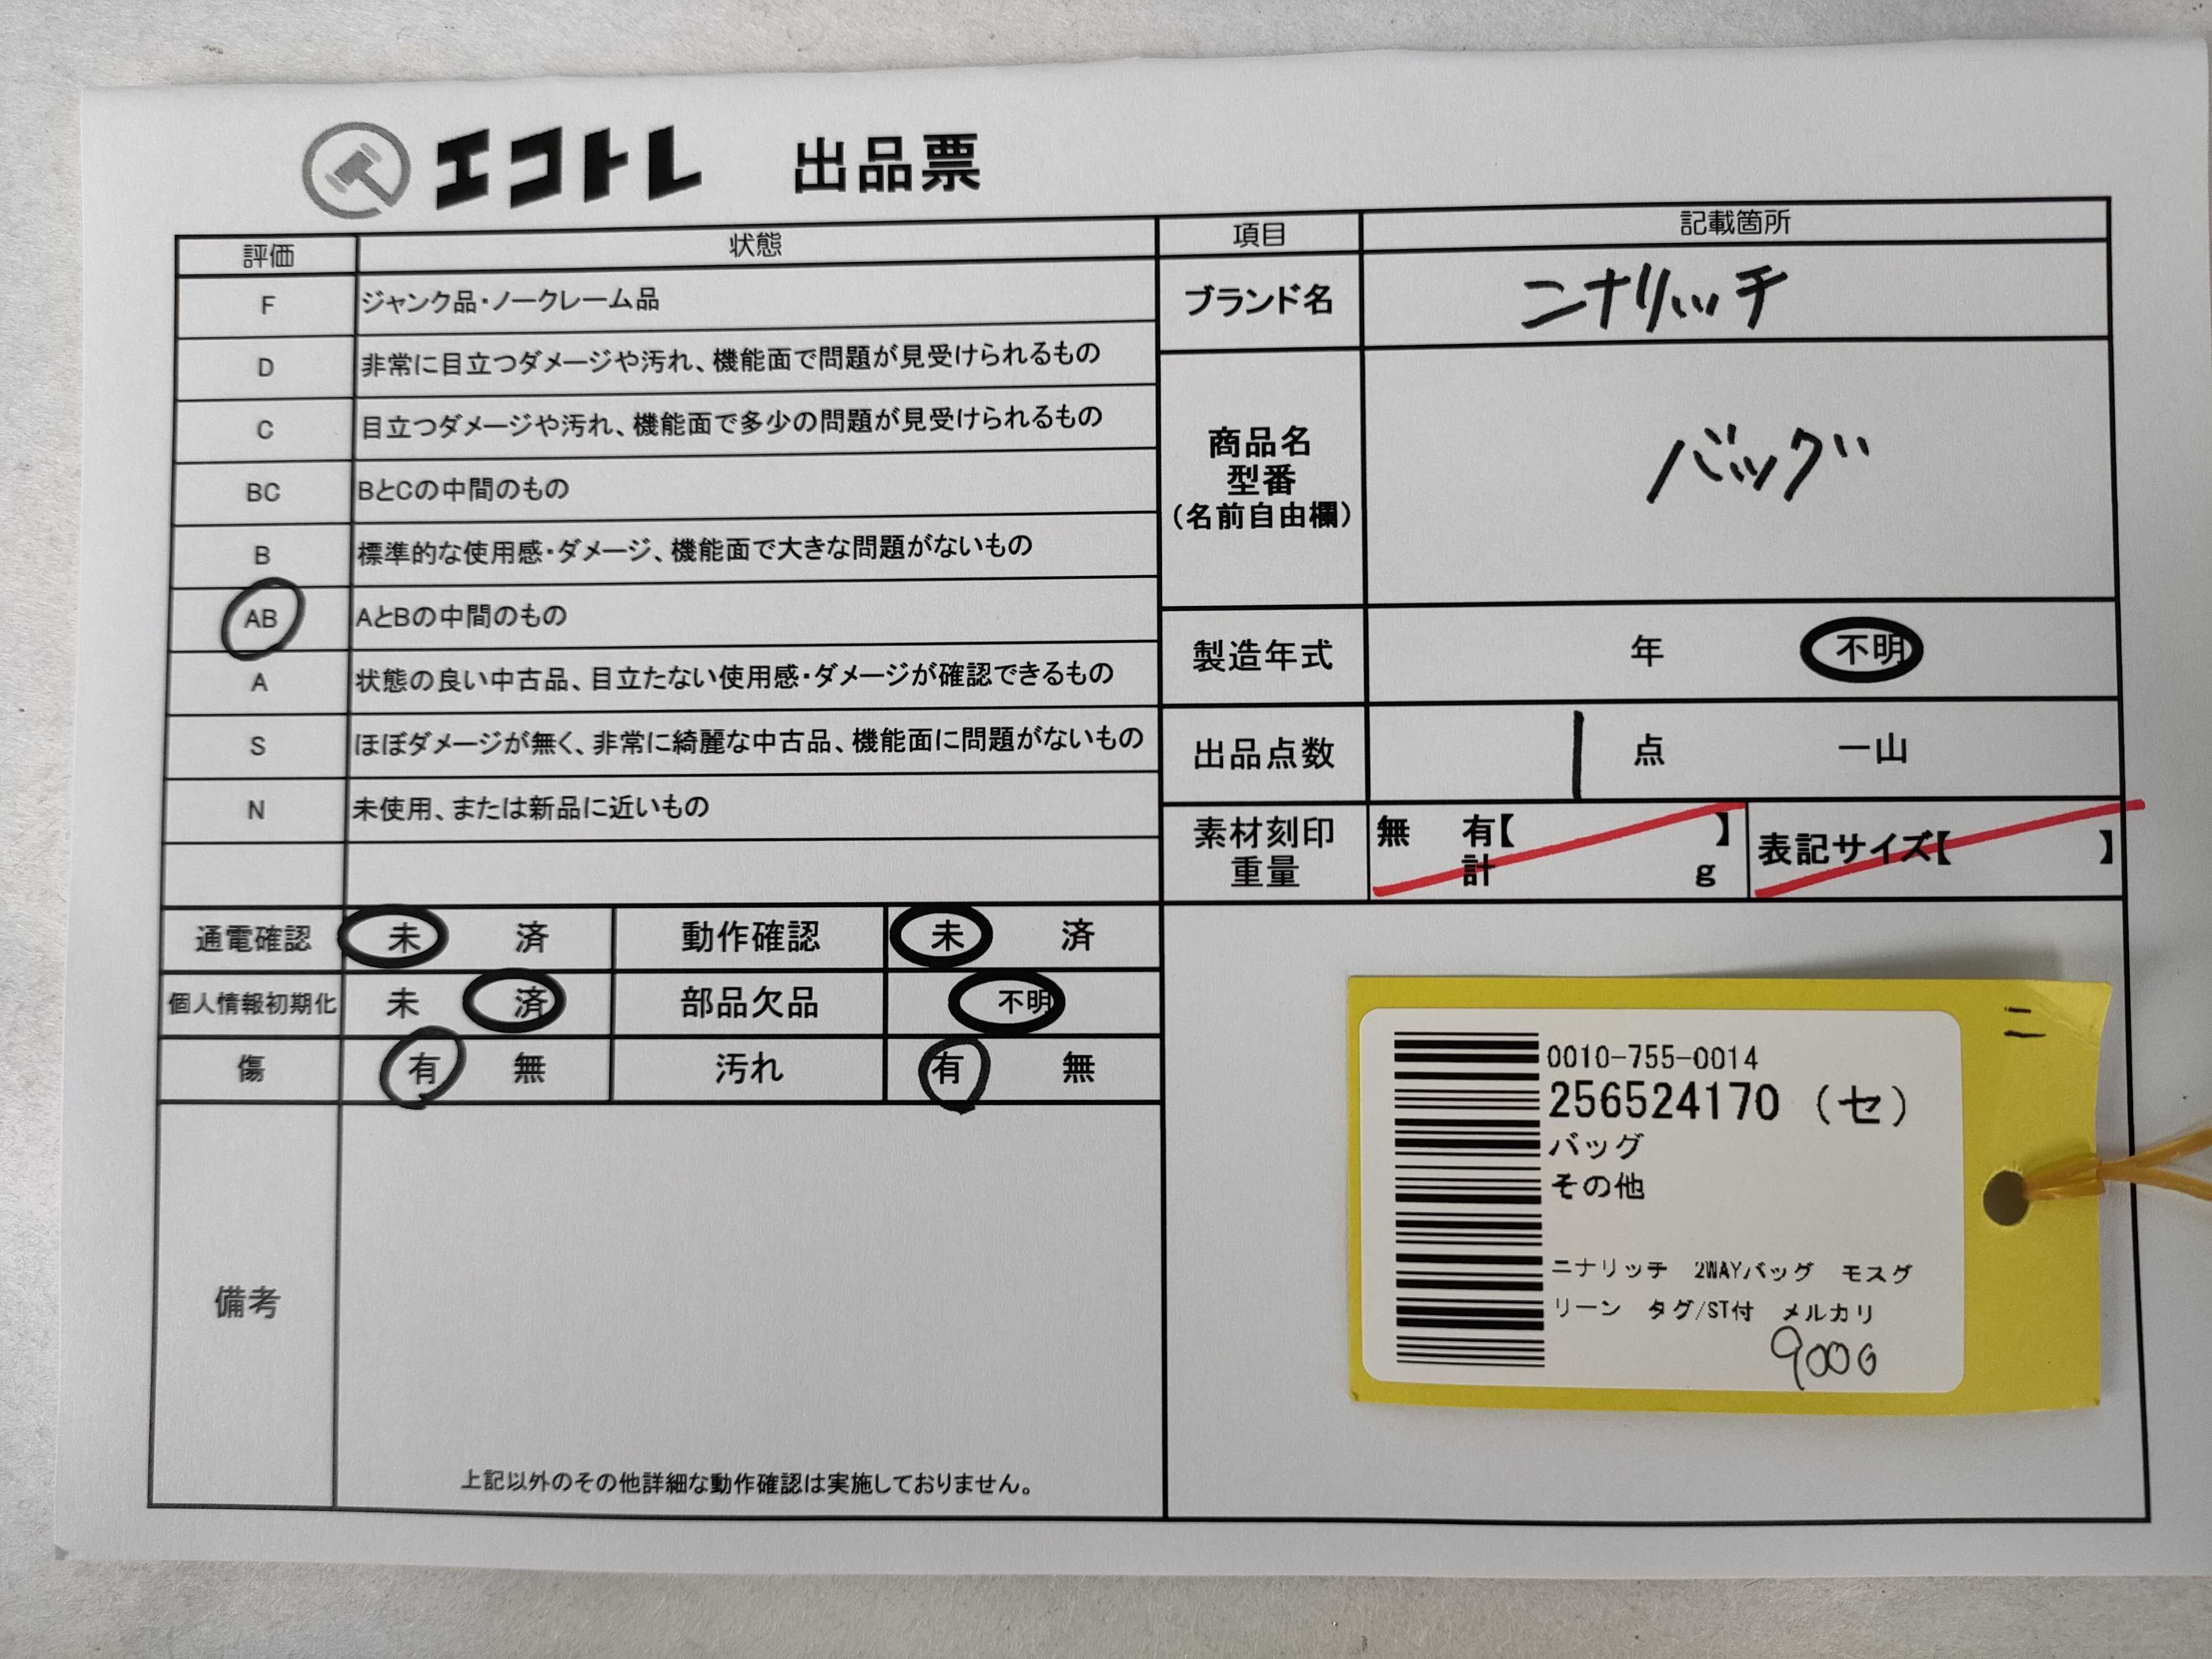 エコトレ 出品票
評価 状態
F ジャンク品・ノークレーム品
D 非常に目立つダメージや汚れ、機能面で問題が見受けられるもの
C 目立つダメージや汚れ、機能面で多少の問題が見受けられるもの
BC BとCの中間のもの
B 標準的な使用感・ダメージ、機能面で大きな問題がないもの
AB AとBの中間のもの
A 状態の良い中古品、目立たない使用感・ダメージが確認できるもの
S ほぼダメージが無く、非常に綺麗な中古品、機能面に問題がないもの
N 未使用、または新品に近いもの
通電確認 未 済 動作確認 未 済
個人情報初期化 未 済 部品欠品 不明
傷 有 無 汚れ 有 無
備考
上記以外のその他詳細な動作確認は実施しておりません。
項目 記載箇所
ブランド名 ニナリッチ
商品名
型番
(名前自由欄)
バッグ
製造年式 年 不明
出品点数 1 点 一山
素材刻印
重量
無 有【 】
計 g
表記サイズ【 】
ニ
0010-755-0014
256524170 (セ)
バッグ
その他
ニナリッチ 2WAYバッグ モスグ
リーン タグ/ST付 メルカリ
9000